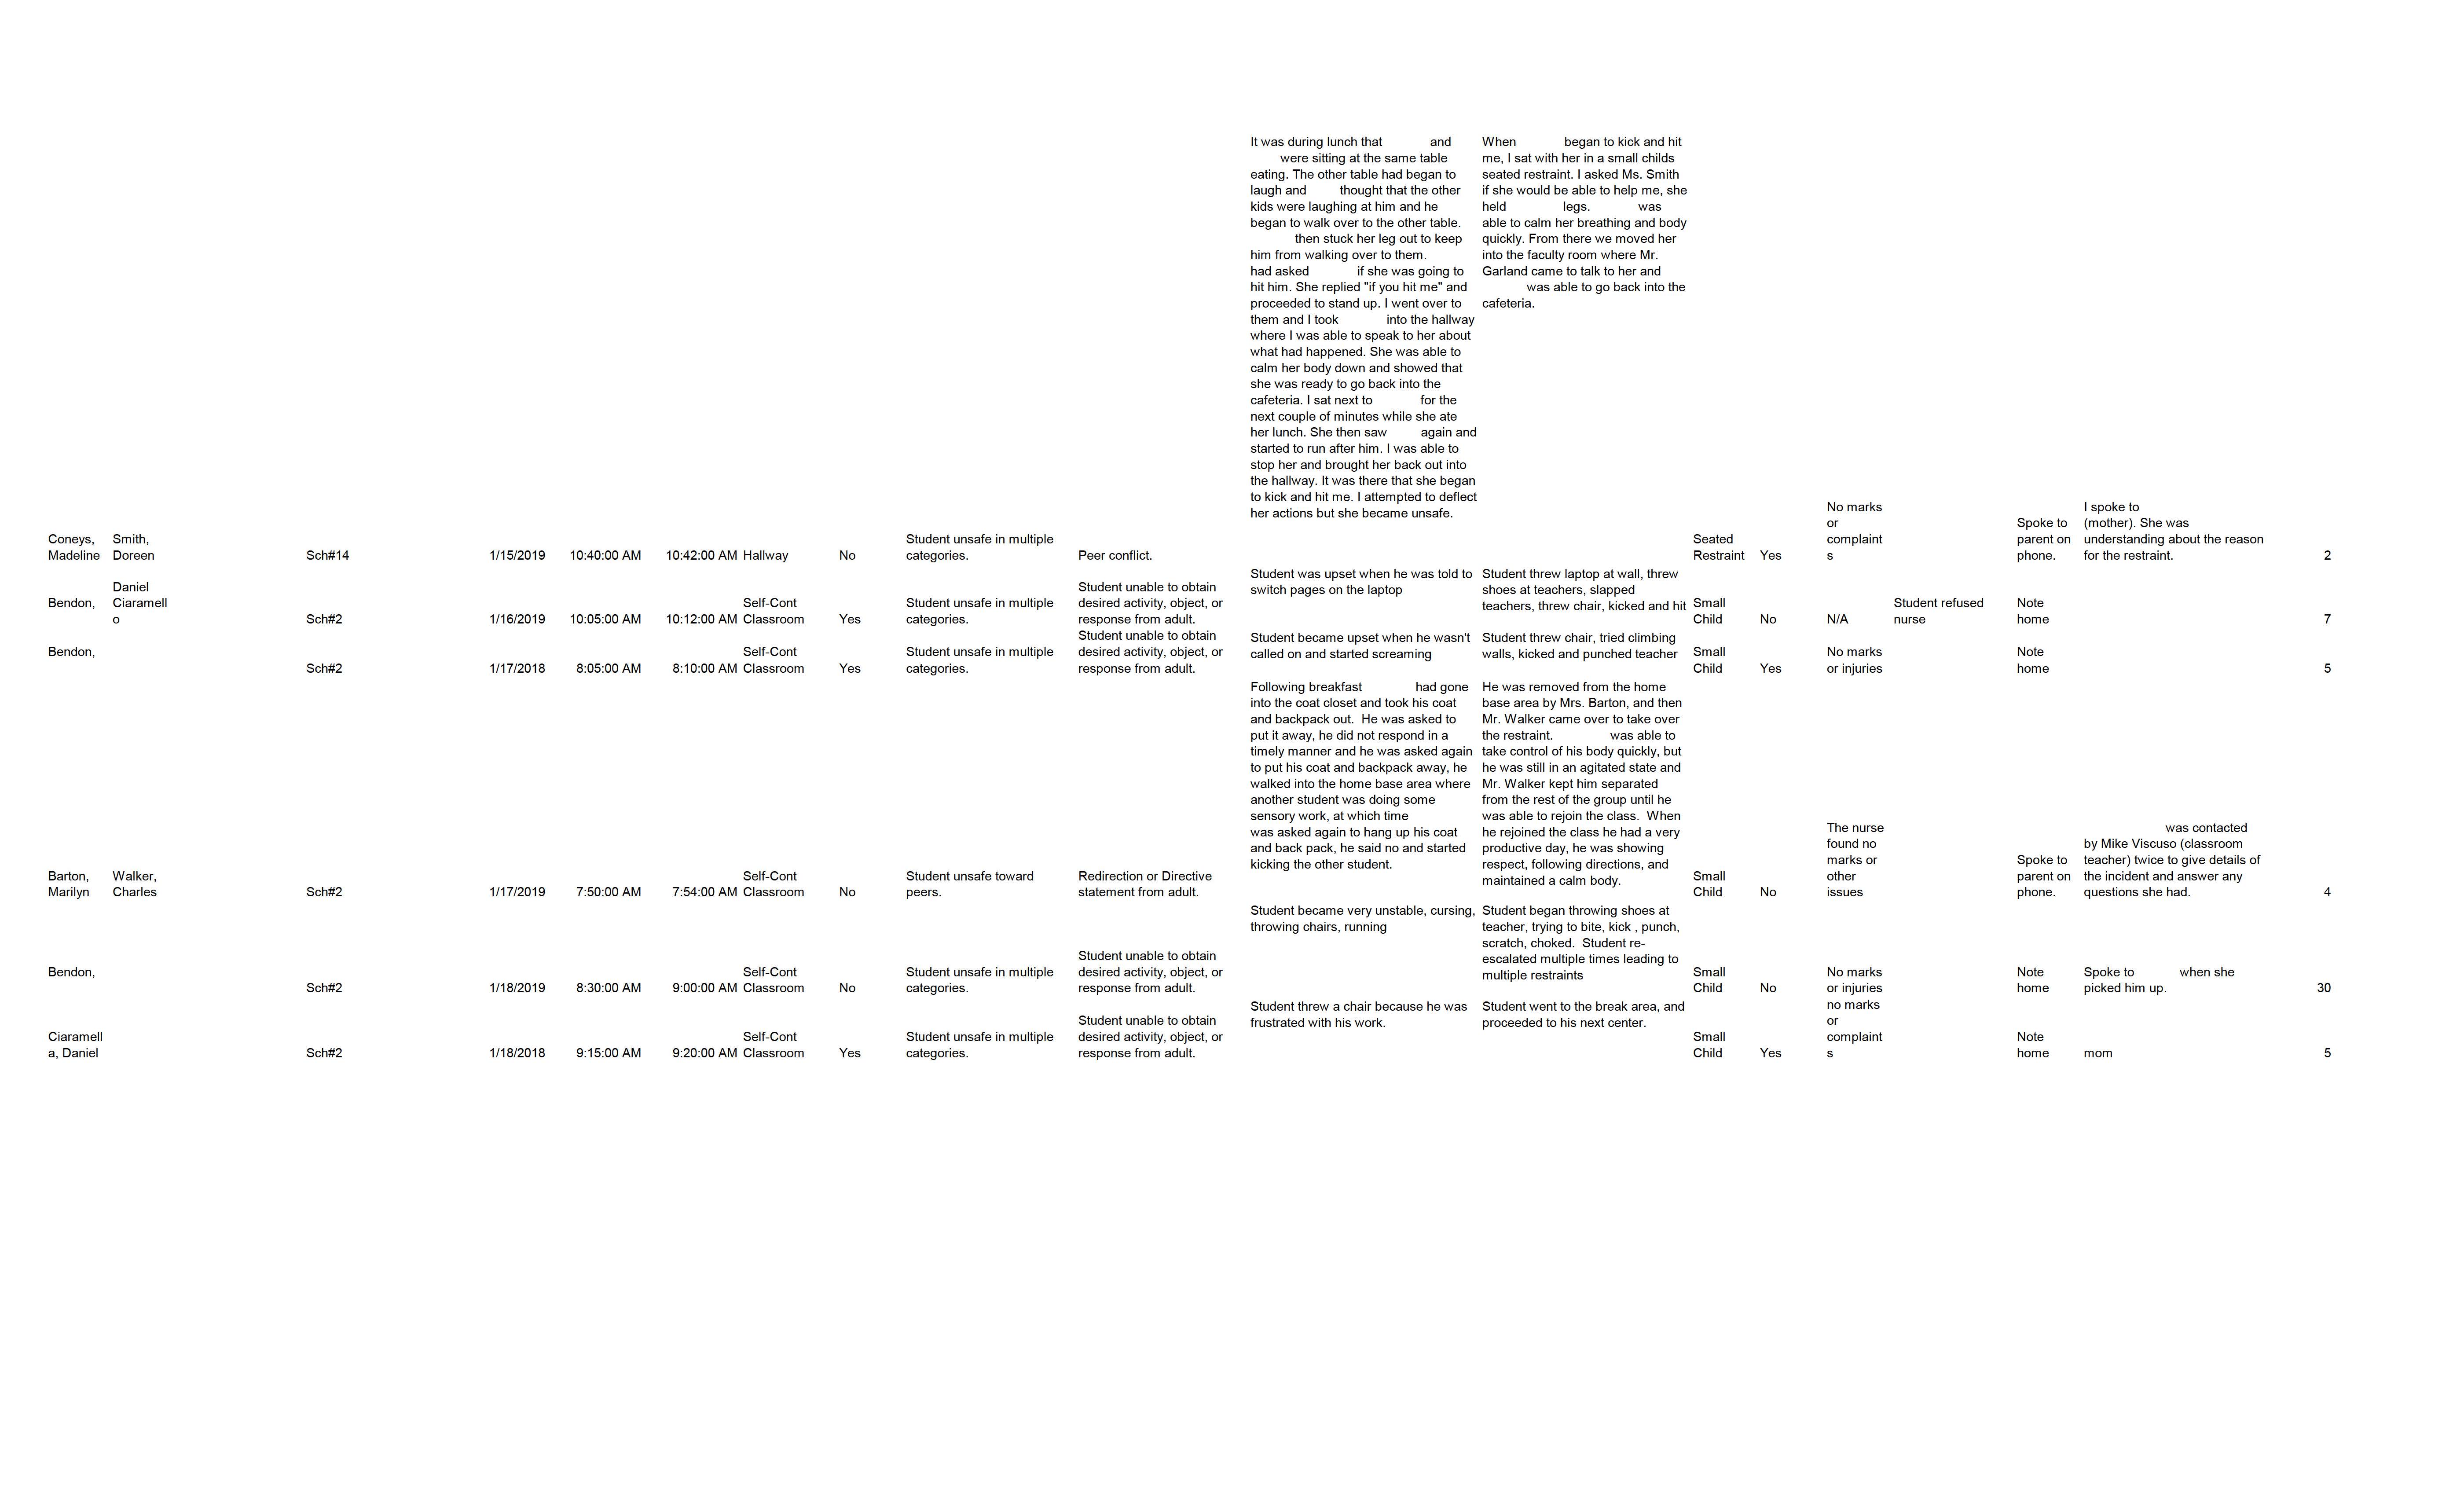 It was during lunch that and
were sitting at the same table
eating. The other table had began to
laugh and thought that the other
kids were laughing at him and he
began to walk over to the other table.
then stuck her leg out to keep
him from walking over to them.
had asked if she was going to
hit him. She replied "if you hit me" and
proceeded to stand up. I went over to
them and I took into the hallway
where I was able to speak to her about
what had happened. She was able to
calm her body down and showed that
she was ready to go back into the
cafeteria. I sat next to for the
next couple of minutes while she ate
her lunch. She then saw again and
started to run after him. I was able to
stop her and brought her back out into
the hallway. It was there that she began
to kick and hit me. I attempted to deflect
her actions but she became unsafe.
When began to kick and hit
me, I sat with her in a small childs
seated restraint. I asked Ms. Smith
if she would be able to help me, she
held legs. was
able to calm her breathing and body
quickly. From there we moved her
into the faculty room where Mr.
Garland came to talk to her and
was able to go back into the
cafeteria.
Coneys,
Madeline
Smith,
Doreen
Sch#14
1/15/2019
10:40:00 AM
10:42:00 AM
Hallway
No
Student unsafe in multiple
categories.
Peer conflict.
Seated
Restraint
Yes
No marks
or
complaint
s
Spoke to
parent on
phone.
I spoke to
(mother). She was
understanding about the reason
for the restraint.
2
Bendon,
Daniel
Ciaramell
o
Sch#2
1/16/2019
10:05:00 AM
10:12:00 AM
Self-Cont
Classroom
Yes
Student unsafe in multiple
categories.
Student unable to obtain
desired activity, object, or
response from adult.
Student was upset when he was told to
switch pages on the laptop
Student threw laptop at wall, threw
shoes at teachers, slapped
teachers, threw chair, kicked and hit
Small
Child
No
N/A
Student refused
nurse
Note
home
7
Bendon,
Sch#2
1/17/2018
8:05:00 AM
8:10:00 AM
Self-Cont
Classroom
Yes
Student unsafe in multiple
categories.
Student unable to obtain
desired activity, object, or
response from adult.
Student became upset when he wasn't
called on and started screaming
Student threw chair, tried climbing
walls, kicked and punched teacher
Small
Child
Yes
No marks
or injuries
Note
home
5
Barton,
Marilyn
Walker,
Charles
Sch#2
1/17/2019
7:50:00 AM
7:54:00 AM
Self-Cont
Classroom
No
Student unsafe toward
peers.
Redirection or Directive
statement from adult.
Following breakfast had gone
into the coat closet and took his coat
and backpack out.  He was asked to
put it away, he did not respond in a
timely manner and he was asked again
to put his coat and backpack away, he
walked into the home base area where
another student was doing some
sensory work, at which time
was asked again to hang up his coat
and back pack, he said no and started
kicking the other student.
He was removed from the home
base area by Mrs. Barton, and then
Mr. Walker came over to take over
the restraint. was able to
take control of his body quickly, but
he was still in an agitated state and
Mr. Walker kept him separated
from the rest of the group until he
was able to rejoin the class.  When
he rejoined the class he had a very
productive day, he was showing
respect, following directions, and
maintained a calm body.
Small
Child
No
The nurse
found no
marks or
other
issues
Spoke to
parent on
phone.
was contacted
by Mike Viscuso (classroom
teacher) twice to give details of
the incident and answer any
questions she had.
4
Bendon,
Sch#2
1/18/2019
8:30:00 AM
9:00:00 AM
Self-Cont
Classroom
No
Student unsafe in multiple
categories.
Student unable to obtain
desired activity, object, or
response from adult.
Student became very unstable, cursing,
throwing chairs, running
Student began throwing shoes at
teacher, trying to bite, kick , punch,
scratch, choked.  Student re-
escalated multiple times leading to
multiple restraints
Small
Child
No
No marks
or injuries
Note
home
Spoke to when she
picked him up.
30
Ciaramell
a, Daniel
Sch#2
1/18/2018
9:15:00 AM
9:20:00 AM
Self-Cont
Classroom
Yes
Student unsafe in multiple
categories.
Student unable to obtain
desired activity, object, or
response from adult.
Student threw a chair because he was
frustrated with his work.
Student went to the break area, and
proceeded to his next center.
Small
Child
Yes
no marks
or
complaint
s
Note
home
mom
5